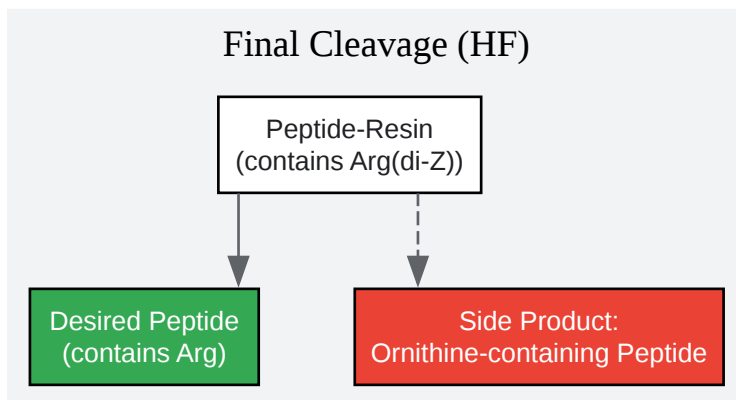 Final Cleavage (HF)
Peptide-Resin
(contains Arg(di-Z))
Desired Peptide
(contains Arg)
Side Product:
Ornithine-containing Peptide